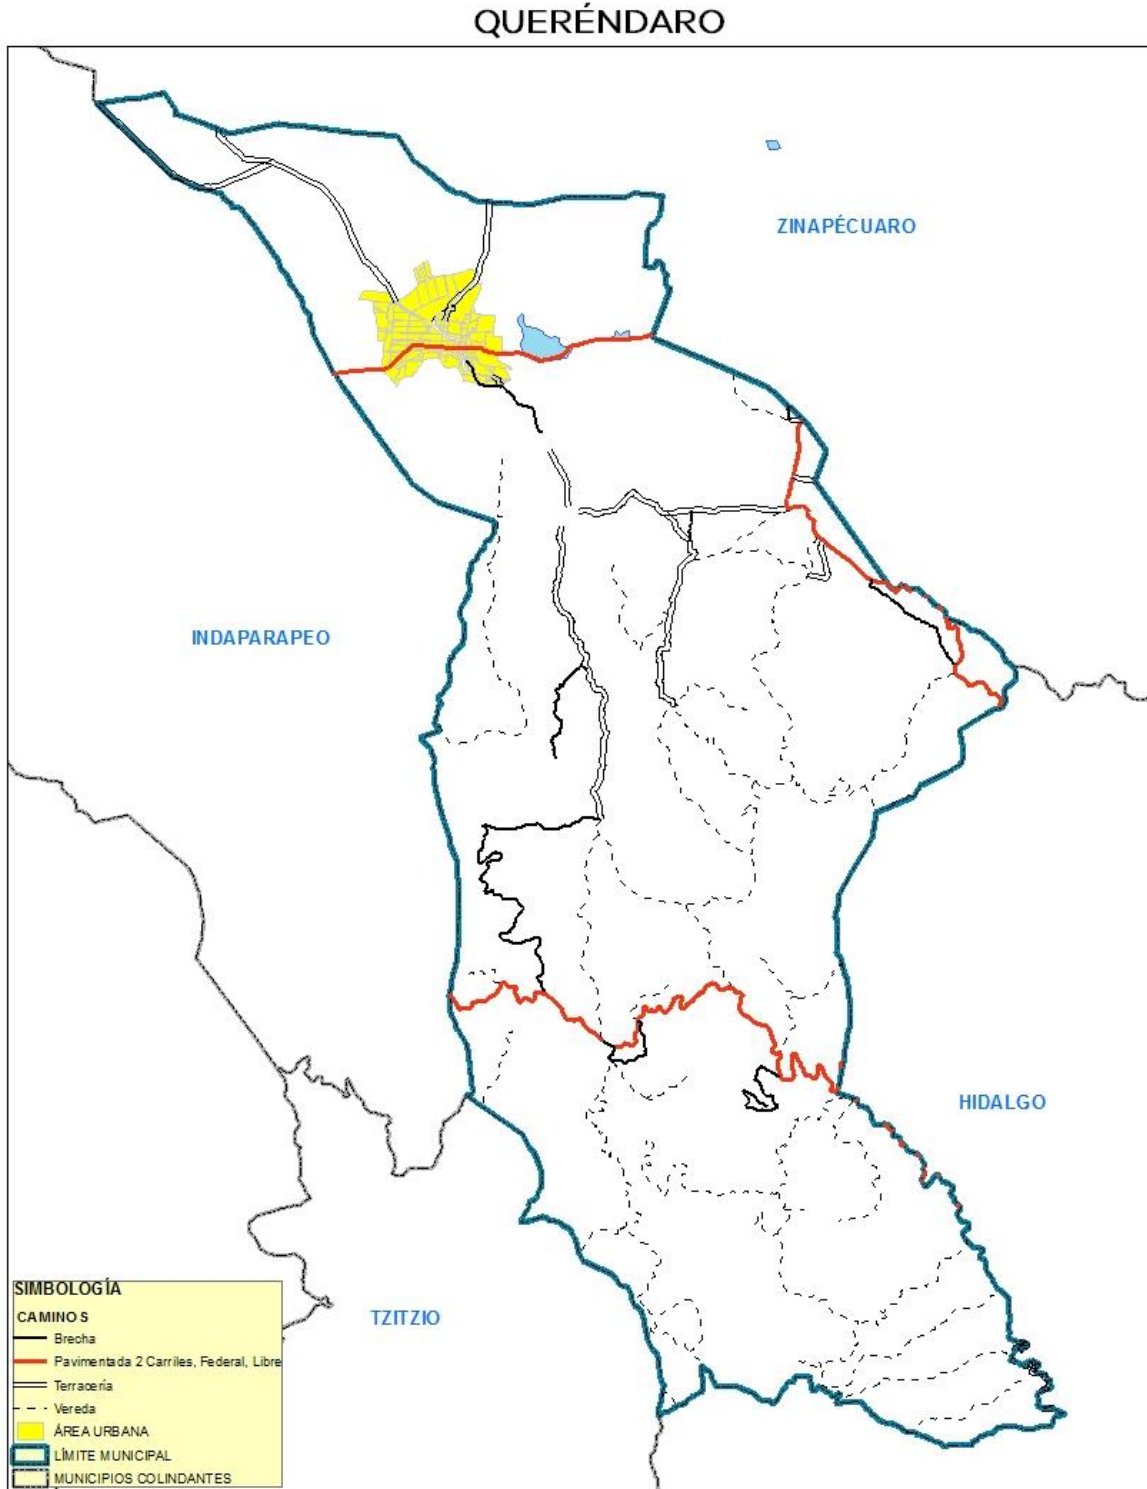 QUERÉNDARO
ZINAPÉCUARO
INDAPARAPEO
HIDALGO
TZITZIO
SIMBOLOGÍA
CAMINOS
Brecha
Pavimentada 2 Carriles, Federal, Libre
Terracería
Vereda
ÁREA URBANA
LÍMITE MUNICIPAL
MUNICIPIOS COLINDANTES